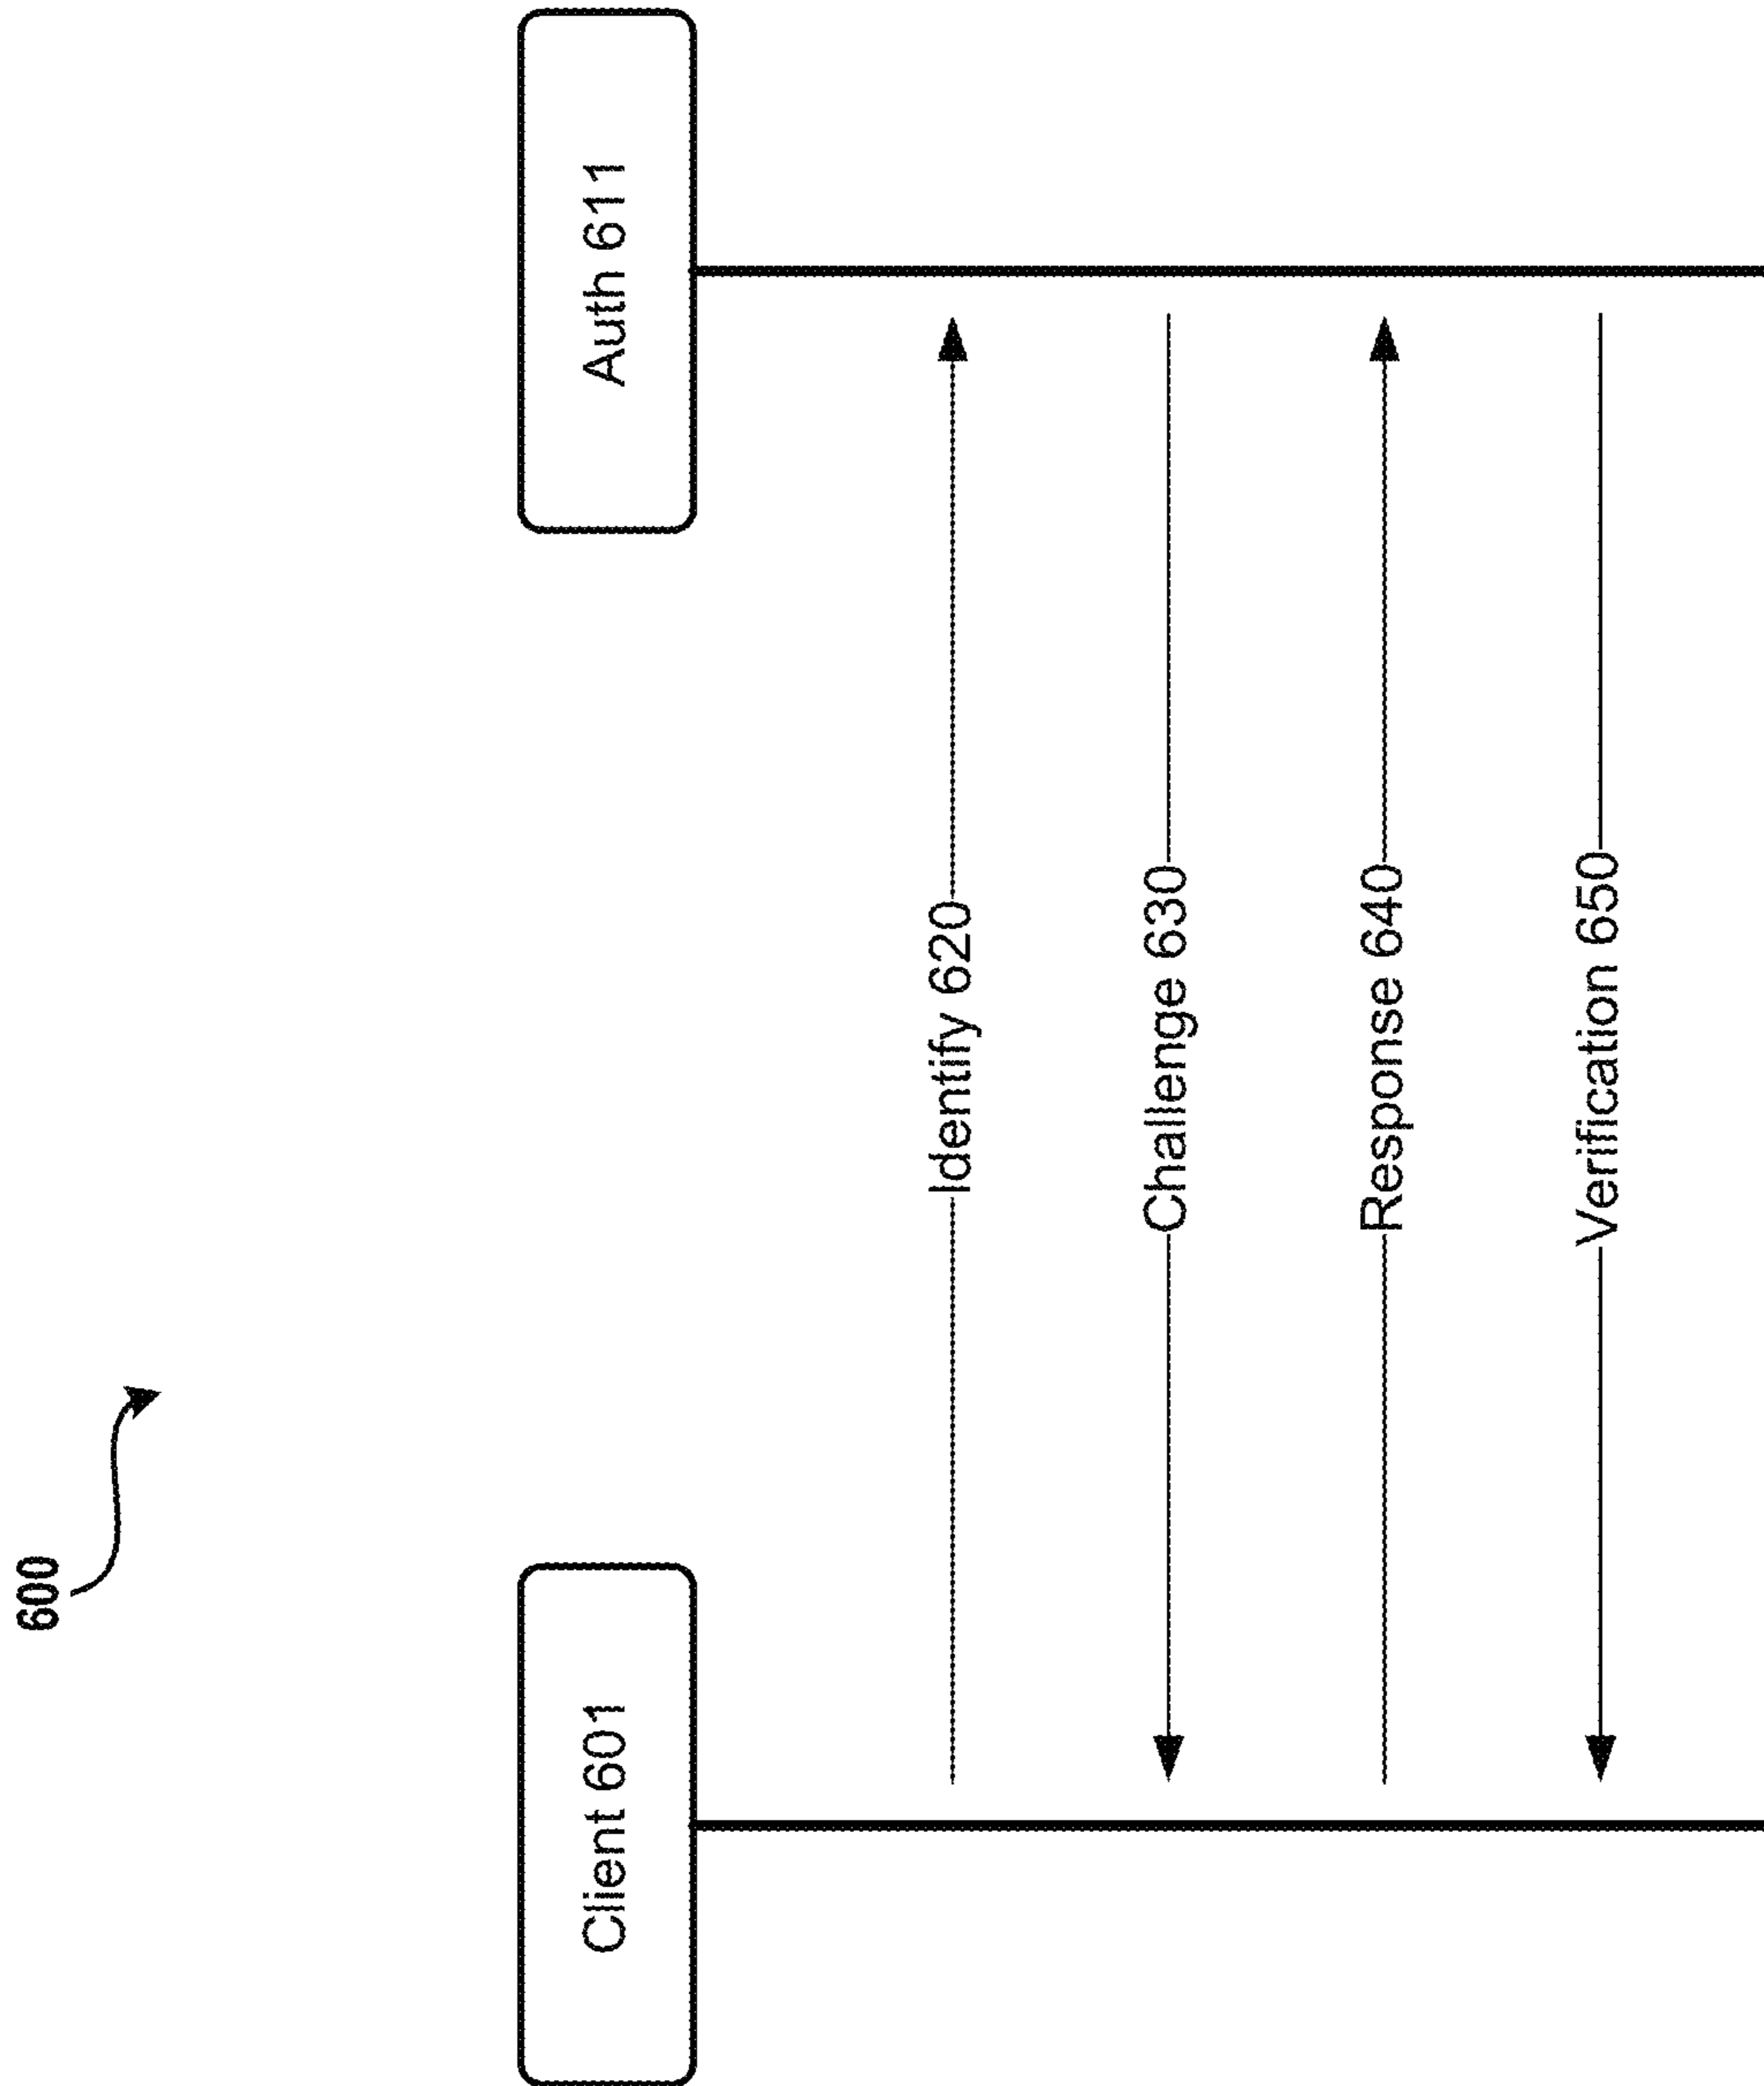 600
Client 601
Auth 611
Identify 620
Challenge 630
Response 640
Verification 650